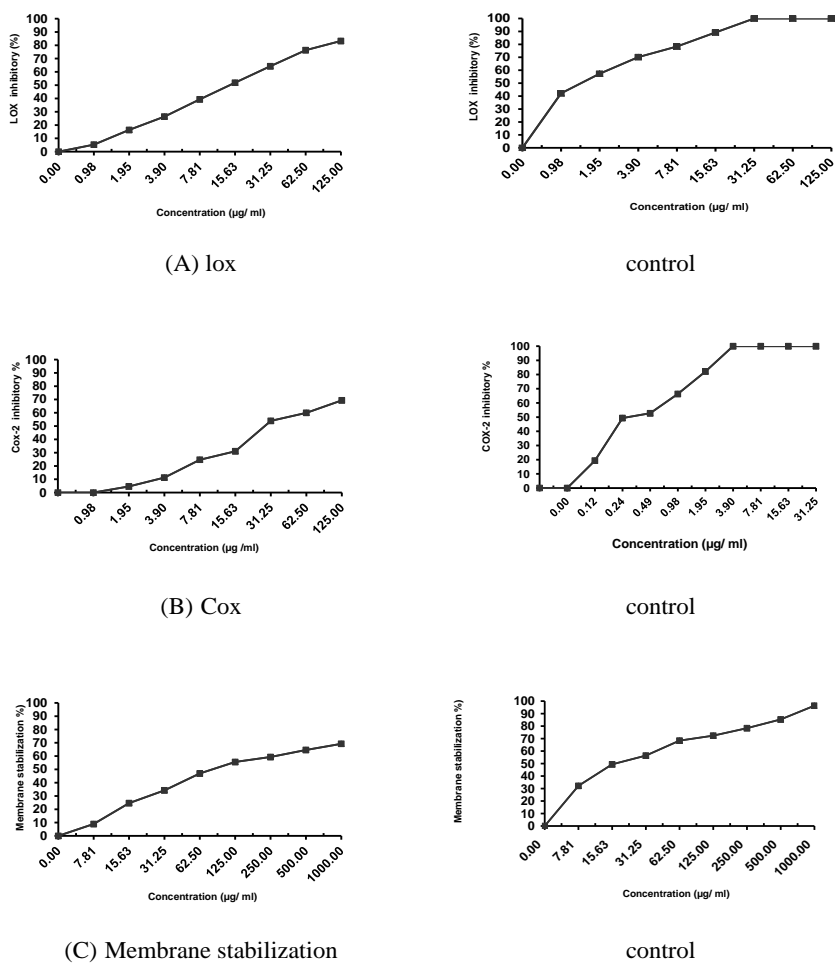 LOX inhibitory (%)
100
90
80
70
60
50
40
30
20
10
0
0.00 0.98 1.95 3.90 7.81 15.63 31.25 62.50 125.00
Concentration (µg/ ml)
(A) lox
LOX inhibitory (%)
100
90
80
70
60
50
40
30
20
10
0
0.00 0.98 1.95 3.90 7.81 15.63 31.25 62.50 125.00
Concentration (µg/ ml)
control
Cox-2 inhibitory %
100
90
80
70
60
50
40
30
20
10
0
0.98 1.95 3.90 7.81 15.63 31.25 62.50 125.00
Concentration (µg /ml)
(B) Cox
COX-2 inhibitory %
100
90
80
70
60
50
40
30
20
10
0
0.00 0.12 0.24 0.49 0.98 1.95 3.90 7.81 15.63 31.25
Concentration (µg/ ml)
control
Membrane stabilization %)
100
90
80
70
60
50
40
30
20
10
0
0.00 7.81 15.63 31.25 62.50 125.00 250.00 500.00 1000.00
Concentration (µg/ ml)
(C) Membrane stabilization
Membrane stabilization %)
100
90
80
70
60
50
40
30
20
10
0
0.00 7.81 15.63 31.25 62.50 125.00 250.00 500.00 1000.00
Concentration (µg/ ml)
control